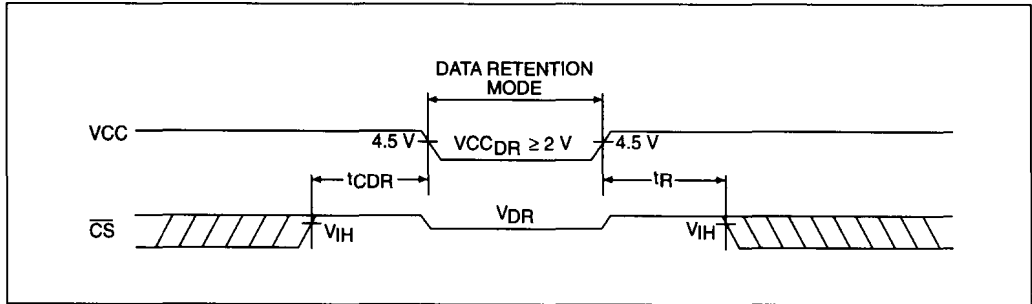 DATA RETENTION
MODE
VCC
4.5 V
VCCDR ≥ 2 V
4.5 V
tCDR
tR
CS
VIH
VDR
VIH